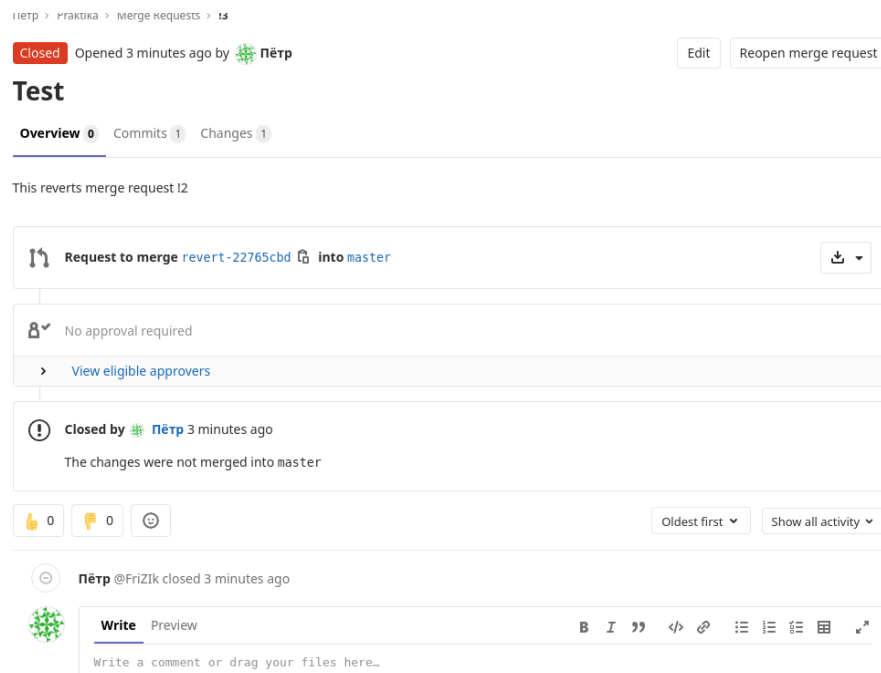 Пётр > Praktika > Merge Requests > !3
Closed Opened 3 minutes ago by Пётр Edit Reopen merge request
Test
Overview 0 Commits 1 Changes 1
This reverts merge request !2
Request to merge revert-22765cbd into master
No approval required
> View eligible approvers
Closed by Пётр 3 minutes ago
The changes were not merged into master
0 0 Oldest first Show all activity
Пётр @FriZIk closed 3 minutes ago
Write Preview B I
Write a comment or drag your files here…